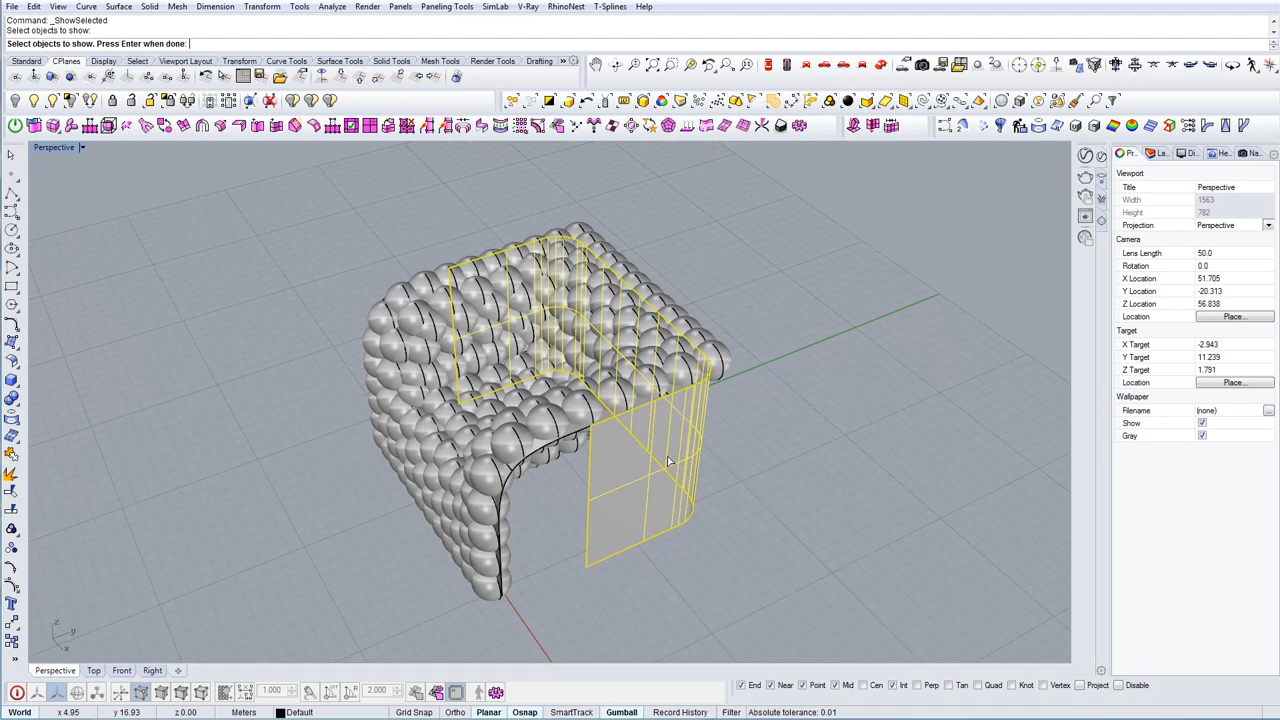 File Edit View Curve Surface Solid Mesh Dimension Transform Tools Analyze Render Panels Paneling Tools SimLab V-Ray RhinoNest T-Splines Help
Command: _ShowSelected
Select objects to show:
Select objects to show. Press Enter when done:
Standard CPlanes Display Select Viewport Layout Transform Curve Tools Surface Tools Solid Tools Mesh Tools Render Tools Drafting »
Perspective
Pr... La... Di... He... Na...
Viewport
Title Perspective
Width 1563
Height 782
Projection Perspective
Camera
Lens Length 50.0
Rotation 0.0
X Location 51.705
Y Location -20.313
Z Location 56.838
Location Place...
Target
X Target -2.943
Y Target 11.239
Z Target 1.791
Location Place...
Wallpaper
Filename (none) ...
Show
Gray
z
y
x
Perspective Top Front Right
1.000 2.000 End Near Point Mid Cen Int Perp Tan Quad Knot Vertex Project Disable
World x 4.95 y 16.93 z 0.00 Meters Default Grid Snap Ortho Planar Osnap SmartTrack Gumball Record History Filter Absolute tolerance: 0.01